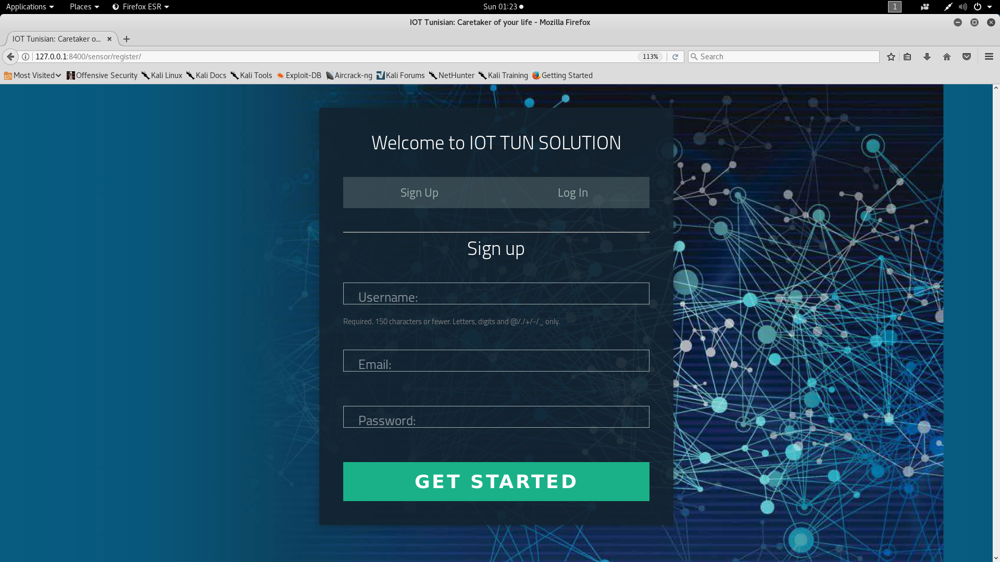 Applications Places Firefox ESR Sun 01:23 1
IOT Tunisian: Caretaker of your life - Mozilla Firefox
IOT Tunisian: Caretaker o...
127.0.0.1:8400/sensor/register/ 113% Search
Most Visited Offensive Security Kali Linux Kali Docs Kali Tools Exploit-DB Aircrack-ng Kali Forums NetHunter Kali Training Getting Started
Welcome to IOT TUN SOLUTION
Sign Up Log In
Sign up
Username:
Required. 150 characters or fewer. Letters, digits and @/./+/-/_ only.
Email:
Password:
GET STARTED